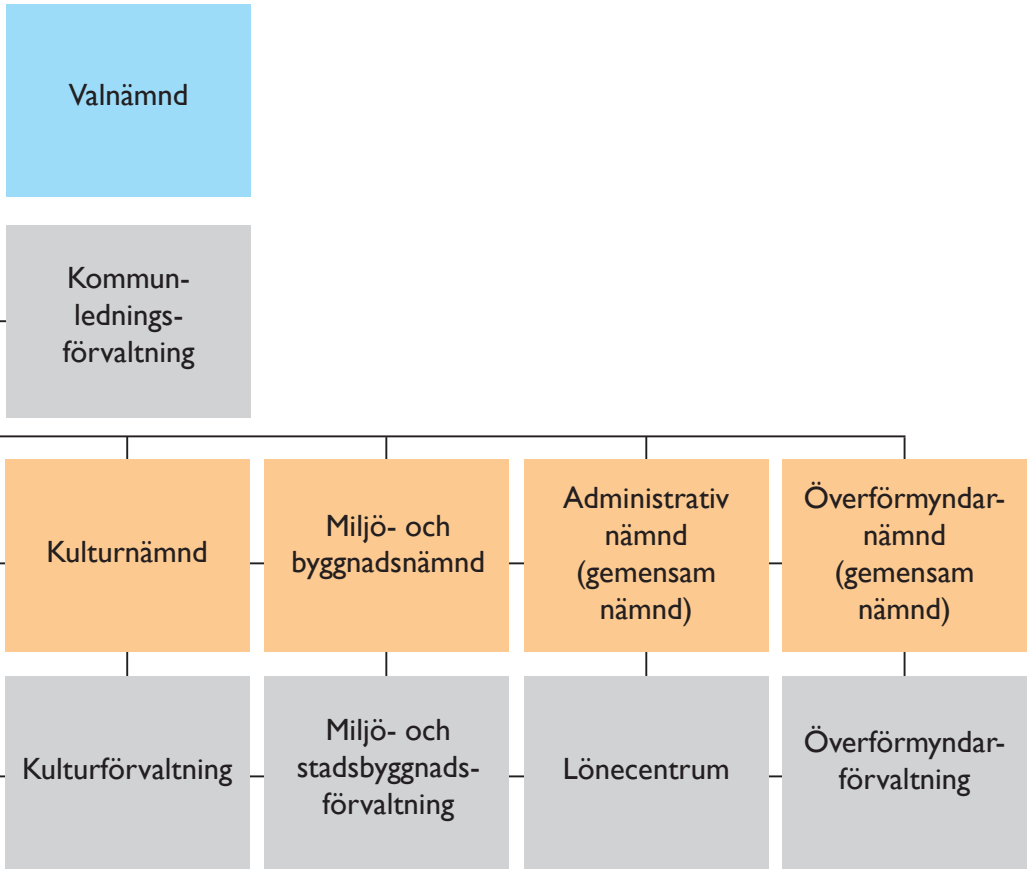 Valnämnd
Kommun-
lednings-
förvaltning
Kulturnämnd
Miljö- och
byggnadsnämnd
Administrativ
nämnd
(gemensam
nämnd)
Överförmyndar-
nämnd
(gemensam
nämnd)
Kulturförvaltning
Miljö- och
stadsbyggnads-
förvaltning
Lönecentrum
Överförmyndar-
förvaltning